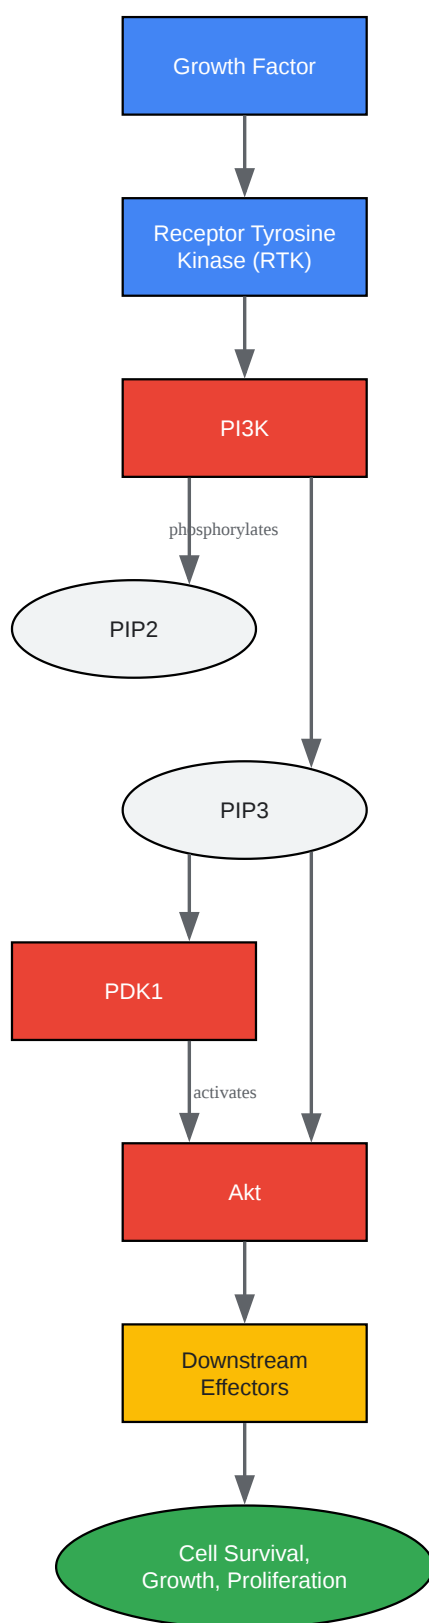 Growth Factor
Receptor Tyrosine
Kinase (RTK)
PI3K
phosphorylates
PIP2
PIP3
PDK1
activates
Akt
Downstream
Effectors
Cell Survival,
Growth, Proliferation